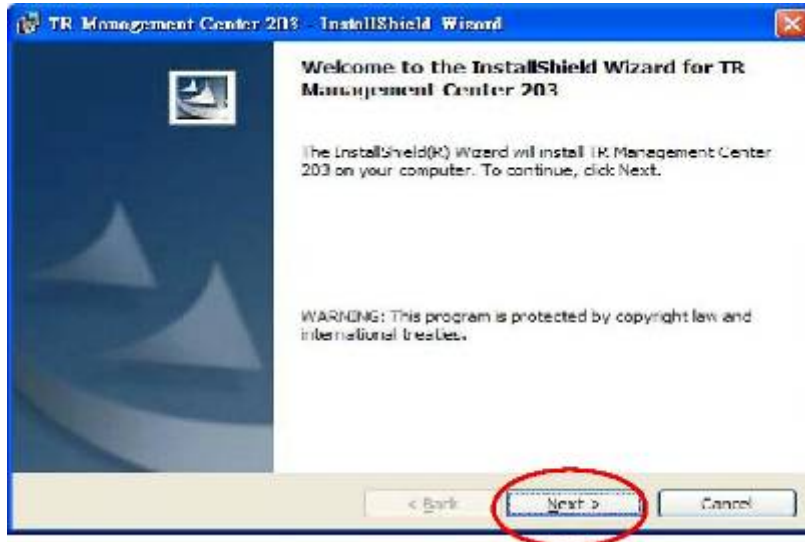 TR Management Center 203 - InstallShield Wizard
Welcome to the InstallShield Wizard for TR
Management Center 203
The InstallShield(R) Wizard will install TR Management Center
203 on your computer. To continue, click Next.
WARNING: This program is protected by copyright law and
international treaties.
< Back
Next >
Cancel